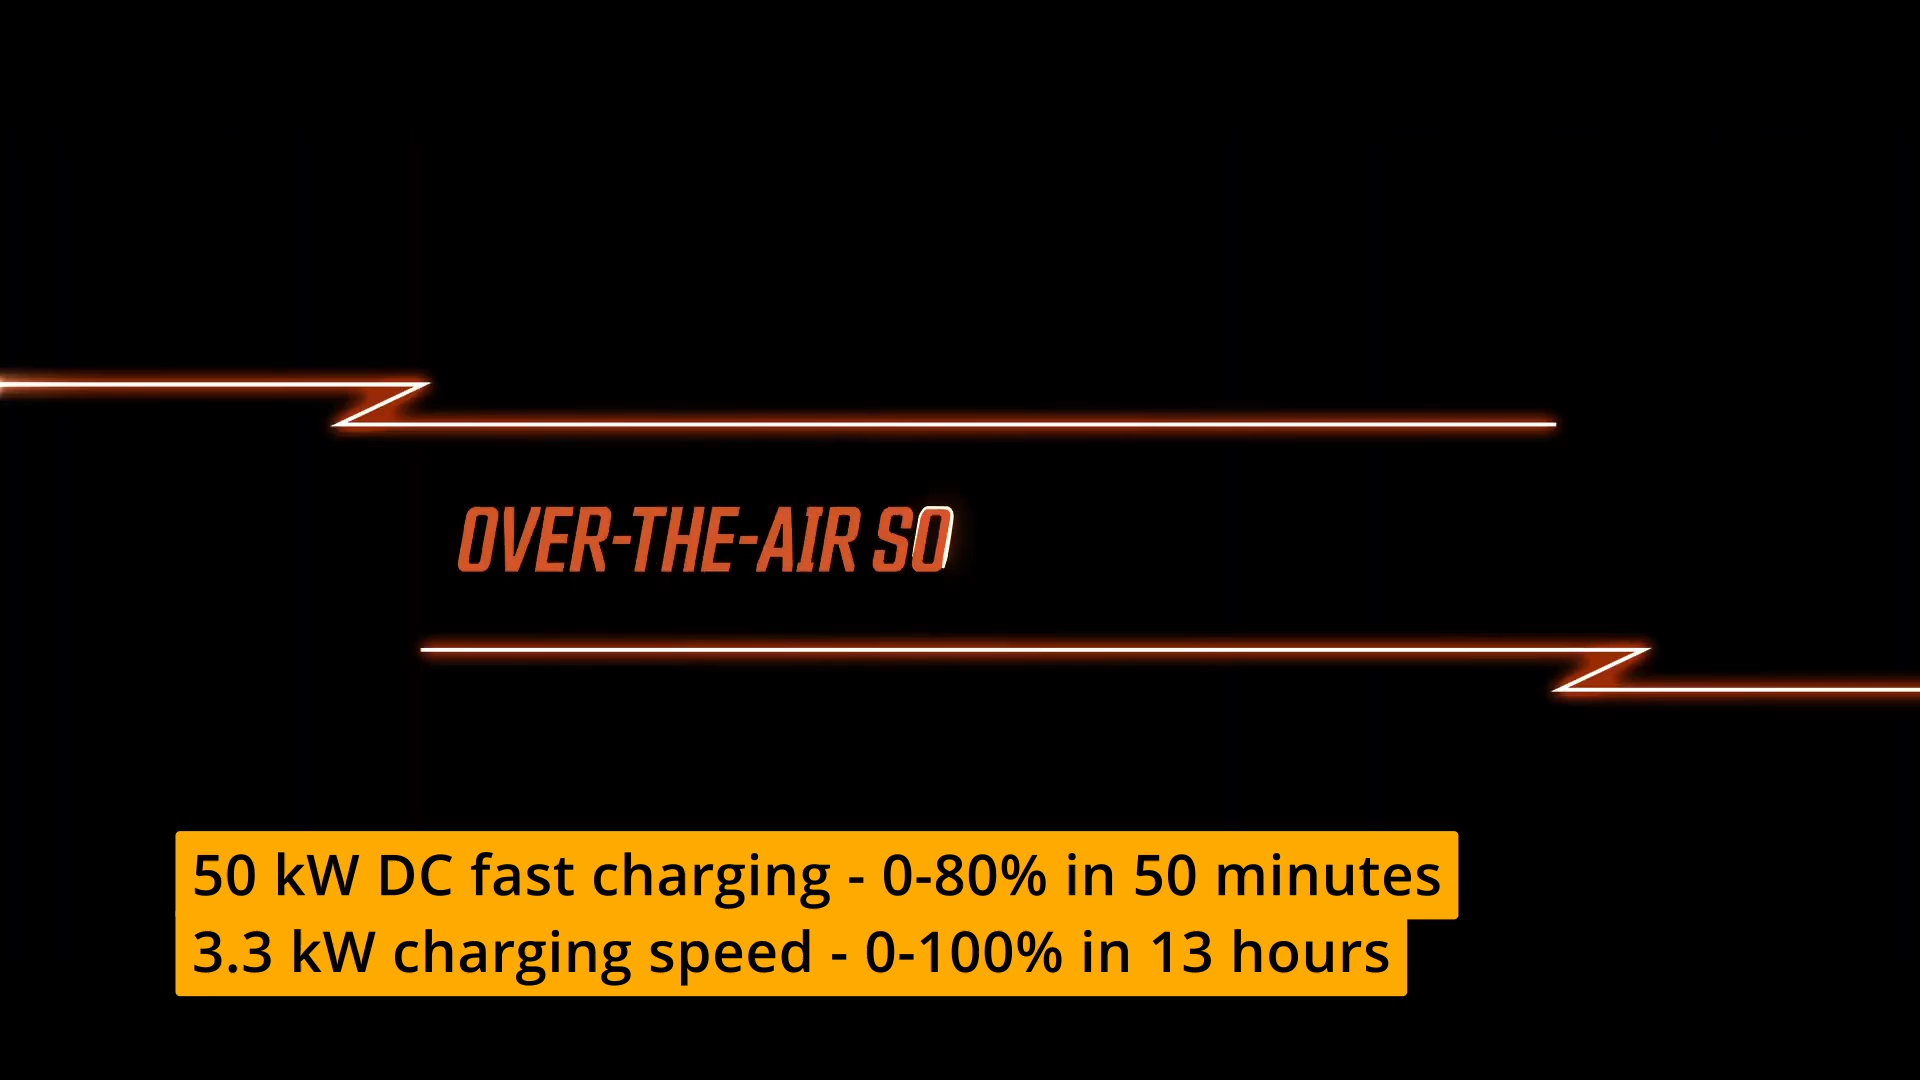 OVER-THE-AIR SO
50 kW DC fast charging - 0-80% in 50 minutes
3.3 kW charging speed - 0-100% in 13 hours